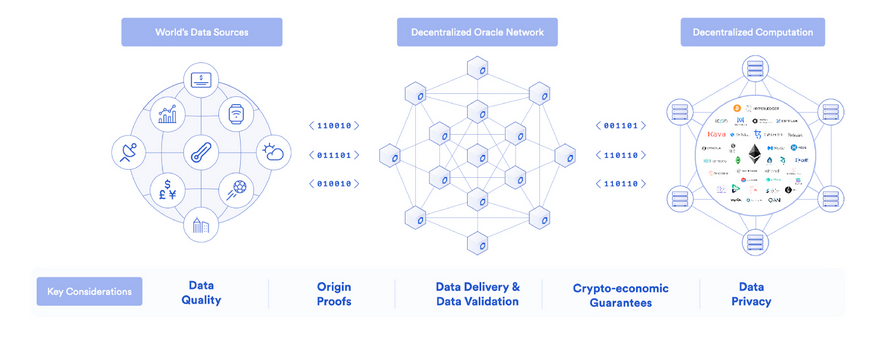 World's Data Sources
Decentralized Oracle Network
Decentralized Computation
110010
001101
011101
110110
010010
110110
HYPERLEDGER
Kava
Key Considerations
Data
Quality
Origin
Proofs
Data Delivery &
Data Validation
Crypto-economic
Guarantees
Data
Privacy